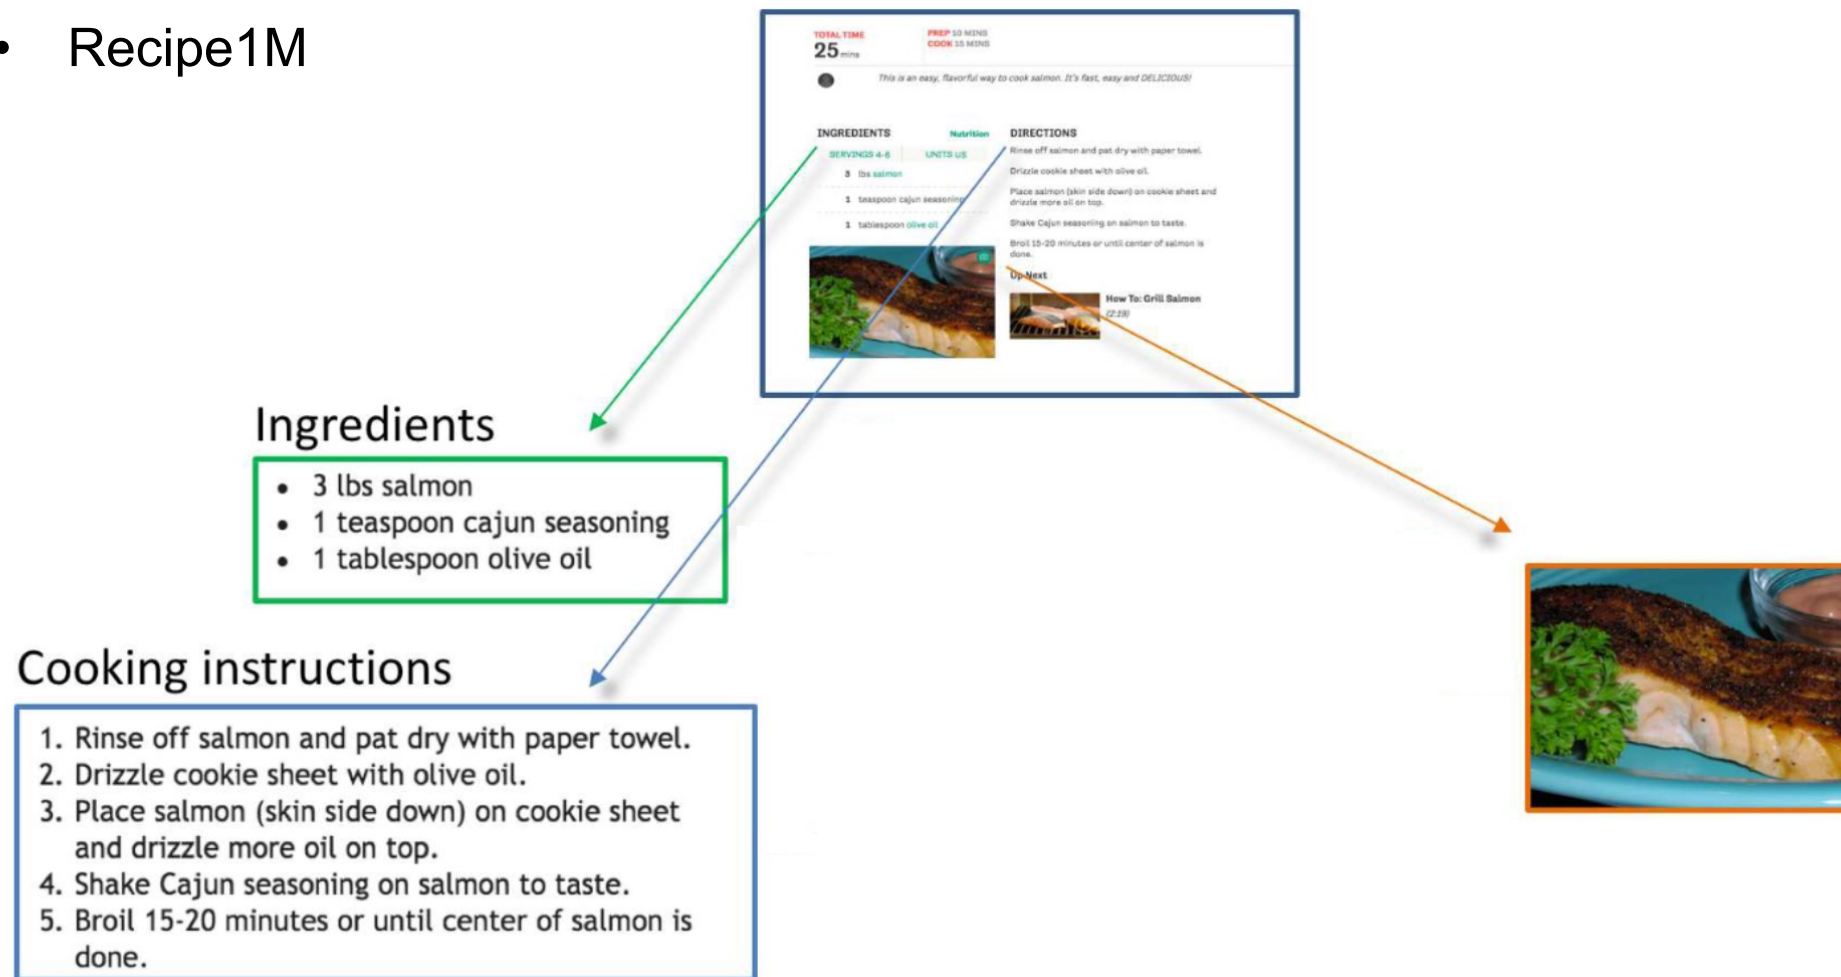 • Recipe1M
TOTAL TIME
25 mins
PREP 10 MINS
COOK 15 MINS
This is an easy, flavorful way to cook salmon. It's fast, easy and DELICIOUS!
INGREDIENTS
Nutrition
SERVINGS 4-6
UNITS US
3 lbs salmon
1 teaspoon cajun seasoning
1 tablespoon olive oil
DIRECTIONS
Rinse off salmon and pat dry with paper towel.
Drizzle cookie sheet with olive oil.
Place salmon (skin side down) on cookie sheet and
drizzle more oil on top.
Shake Cajun seasoning on salmon to taste.
Broil 15-20 minutes or until center of salmon is
done.
Up Next
How To: Grill Salmon
(2:19)
Ingredients
• 3 lbs salmon
• 1 teaspoon cajun seasoning
• 1 tablespoon olive oil
Cooking instructions
1. Rinse off salmon and pat dry with paper towel.
2. Drizzle cookie sheet with olive oil.
3. Place salmon (skin side down) on cookie sheet
and drizzle more oil on top.
4. Shake Cajun seasoning on salmon to taste.
5. Broil 15-20 minutes or until center of salmon is
done.